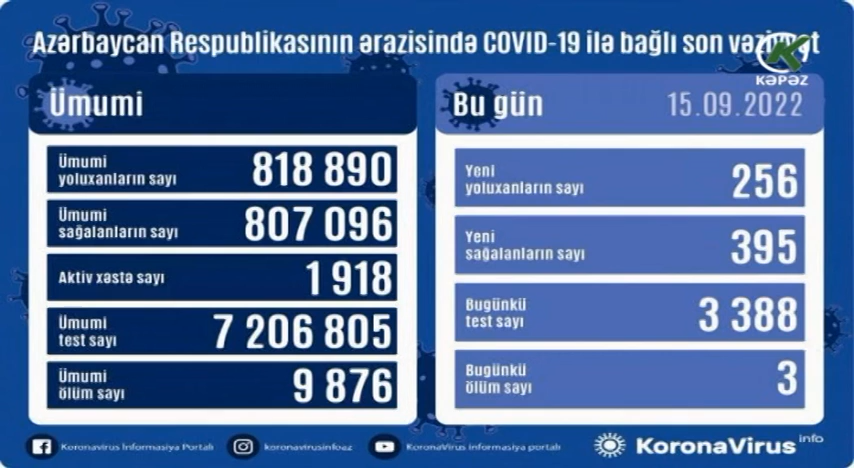 Azərbaycan Respublikasının ərazisində COVID-19 ilə bağlı son vəziyyət
KƏPƏZ
Ümumi
Ümumi
yoluxanların sayı
818 890
Ümumi
sağalanların sayı
807 096
Aktiv xəstə sayı
1 918
Ümumi
test sayı
7 206 805
Ümumi
ölüm sayı
9 876
Bu gün
15.09.2022
Yeni
yoluxanların sayı
256
Yeni
sağalanların sayı
395
Bugünkü
test sayı
3 388
Bugünkü
ölüm sayı
3
Koronavirus İnformasiya Portalı
koronavirusinfoaz
KoronaVirus informasiya portalı
KoronaVirus info